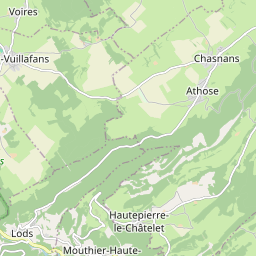 Voires
-Vuillafans
Chasnans
Athose
Hautepierre-
le-Châtelet
Lods
Mouthier-Haute-